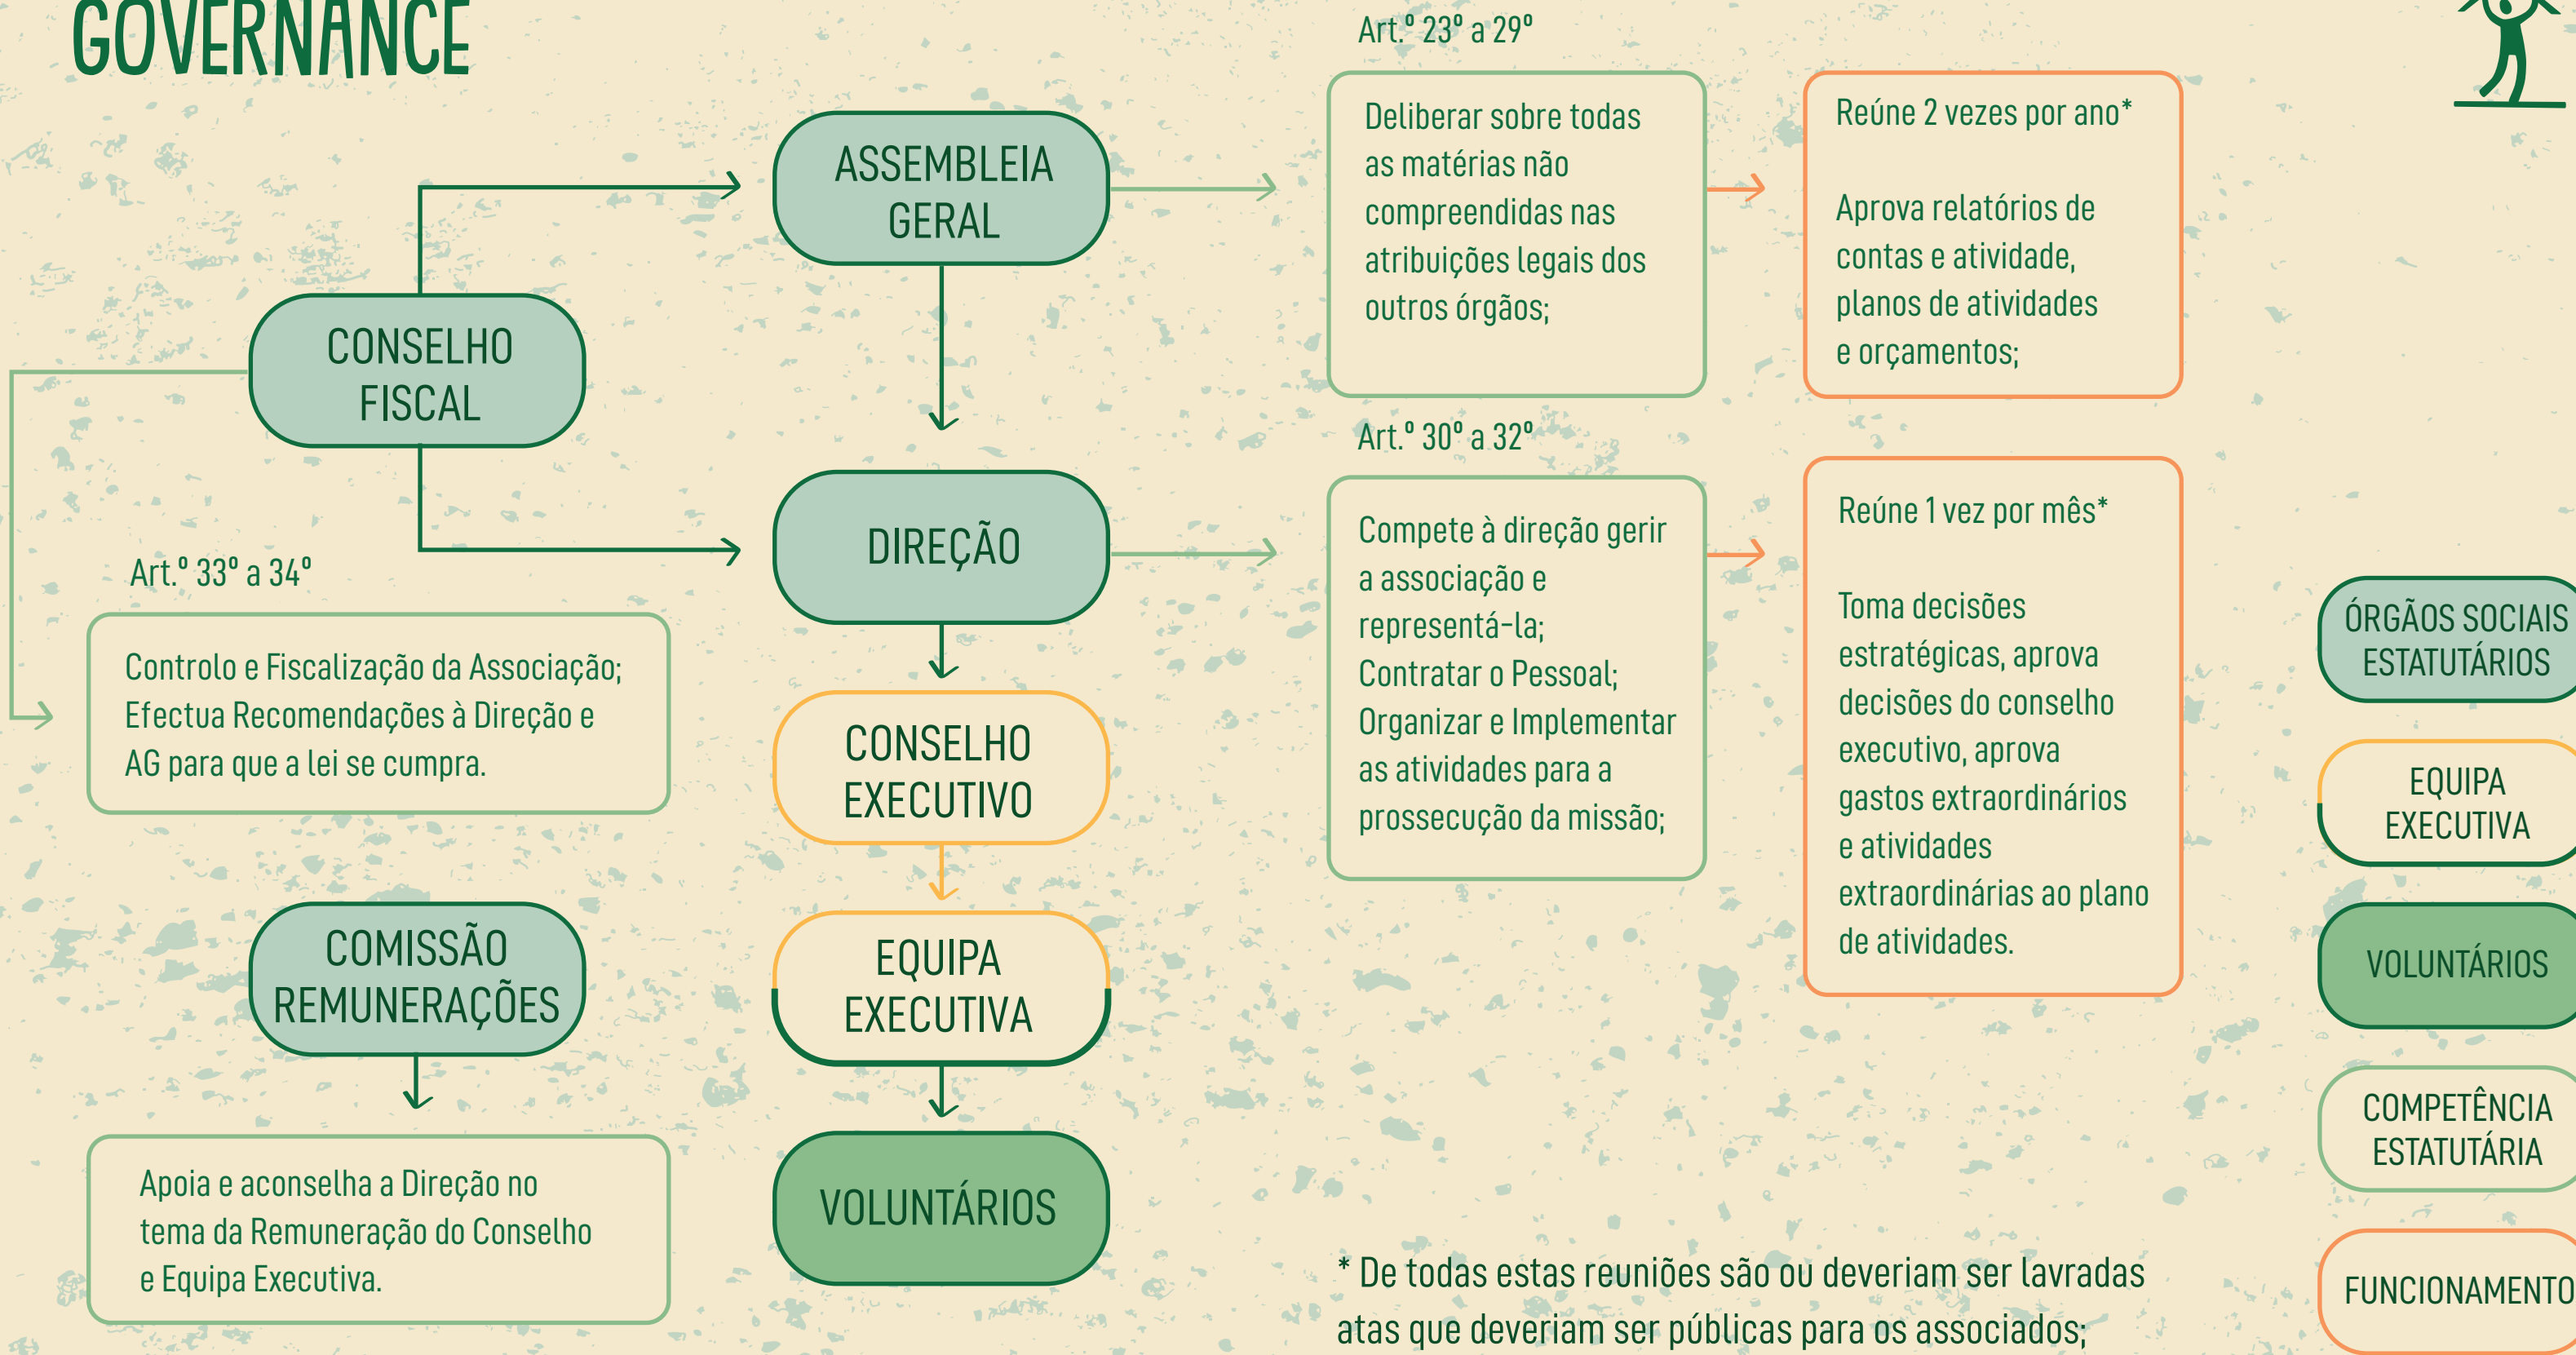 GOVERNANCE
ASSEMBLEIA
GERAL
CONSELHO
FISCAL
DIREÇÃO
Art.º 33º a 34º
Controlo e Fiscalização da Associação;
Efectua Recomendações à Direção e
AG para que a lei se cumpra.
CONSELHO
EXECUTIVO
COMISSÃO
REMUNERAÇÕES
EQUIPA
EXECUTIVA
Apoia e aconselha a Direção no
tema da Remuneração do Conselho
e Equipa Executiva.
VOLUNTÁRIOS
Art.º 23º a 29º
Deliberar sobre todas
as matérias não
compreendidas nas
atribuições legais dos
outros órgãos;
Reúne 2 vezes por ano*
Aprova relatórios de
contas e atividade,
planos de atividades
e orçamentos;
Art.º 30º a 32º
Compete à direção gerir
a associação e
representá-la;
Contratar o Pessoal;
Organizar e Implementar
as atividades para a
prossecução da missão;
Reúne 1 vez por mês*
Toma decisões
estratégicas, aprova
decisões do conselho
executivo, aprova
gastos extraordinários
e atividades
extraordinárias ao plano
de atividades.
* De todas estas reuniões são ou deveriam ser lavradas
atas que deveriam ser públicas para os associados;
ÓRGÃOS SOCIAIS
ESTATUTÁRIOS
EQUIPA
EXECUTIVA
VOLUNTÁRIOS
COMPETÊNCIA
ESTATUTÁRIA
FUNCIONAMENTO